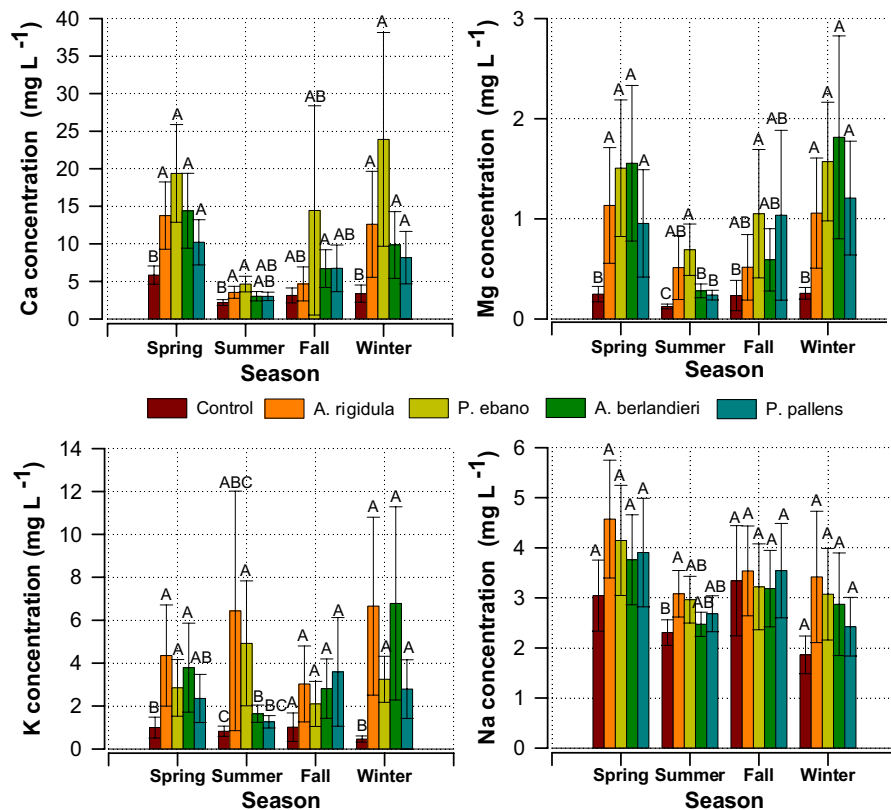 40
35
30
25
20
15
10
5
0
Ca concentration (mg L -1)
B A A A A
B A A AB AB
AB A AB A AB
B A A A A
Spring Summer Fall Winter
Season
3
2
1
0
Mg concentration (mg L -1)
B A A A A
C AB A B B
B AB A AB AB
B A A A A
Spring Summer Fall Winter
Season
Control A. rigidula P. ebano A. berlandieri P. pallens
14
12
10
8
6
4
2
0
K concentration (mg L -1)
B A A A AB
C ABC A B BC
BC A A A A A
B A A A A
Spring Summer Fall Winter
Season
6
5
4
3
2
1
0
Na concentration (mg L -1)
A A A A A
B A AB AB AB
A A A A A
A A A A A
Spring Summer Fall Winter
Season